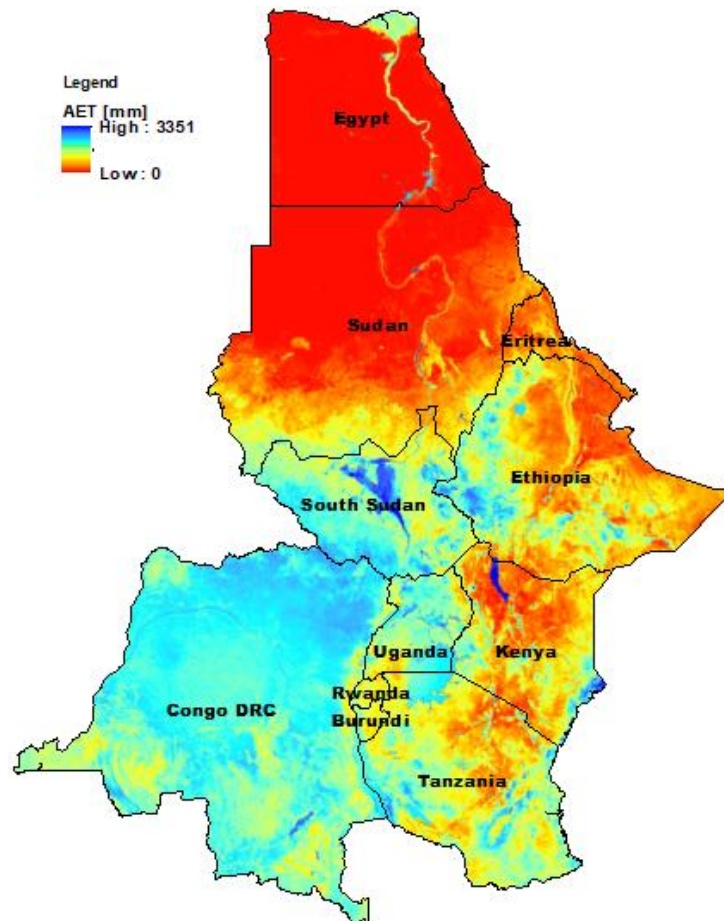 Legend
AET [mm]
High : 3351
Low : 0
Egypt
Sudan
Eritrea
Ethiopia
South Sudan
Uganda
Kenya
Rwanda
Congo DRC
Burundi
Tanzania